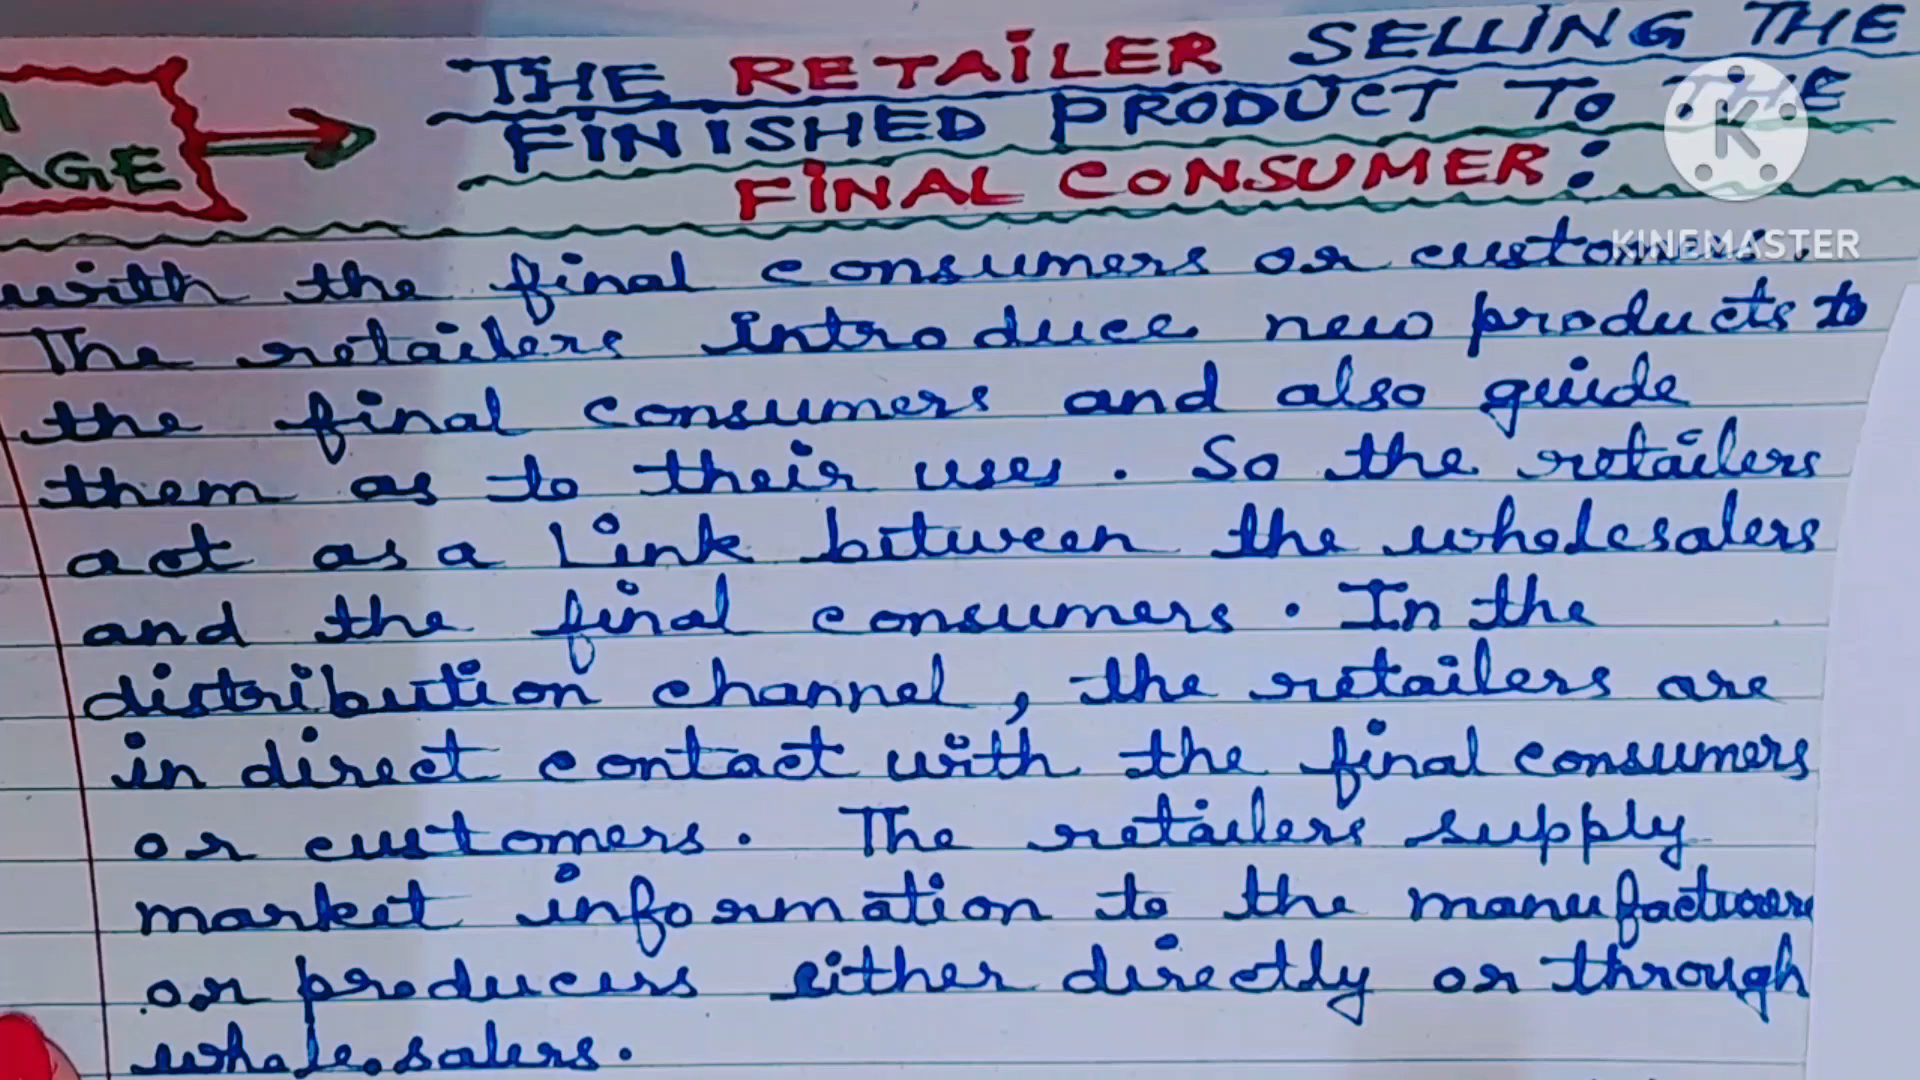 AGE
THE RETAILER SELLING THE
FINISHED PRODUCT TO THE
FINAL CONSUMER:
KINEMASTER
with the final consumers or customers.
The retailers introduce new products to
the final consumers and also guide
them as to their uses. So the retailers
act as a Link between the wholesalers
and the final consumers. In the
distribution channel, the retailers are
in direct contact with the final consumers
or customers. The retailers supply
market information to the
or producers either directly or through
wholesalers.